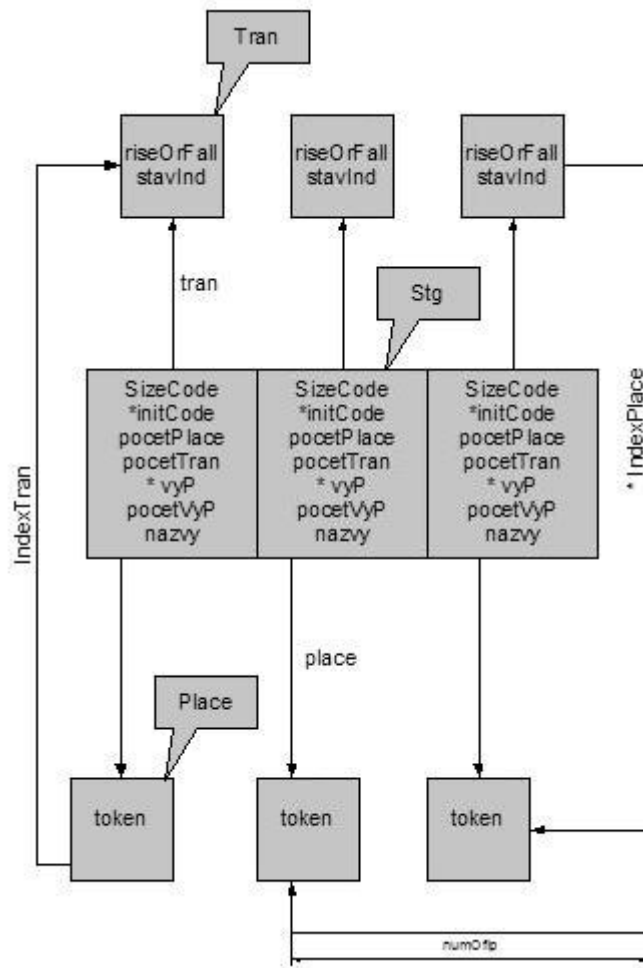 Tran
riseOrFall
stavInd
riseOrFall
stavInd
riseOrFall
stavInd
tran
Stg
SizeCode
*initCode
pocetPlace
pocetTran
* vyP
pocetVyP
nazvy
SizeCode
*initCode
pocetPlace
pocetTran
* vyP
pocetVyP
nazvy
SizeCode
*initCode
pocetPlace
pocetTran
* vyP
pocetVyP
nazvy
IndexTran
* IndexPlace
place
Place
token
token
token
numOfIp